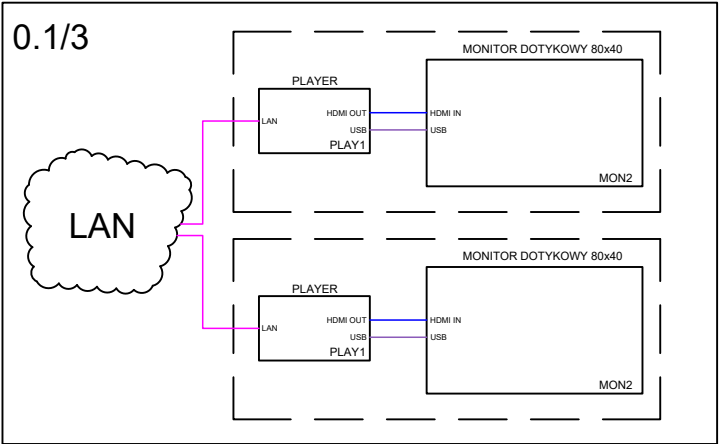 0.1/3
MONITOR DOTYKOWY 80x40
PLAYER
LAN
HDMI OUT
HDMI IN
USB
USB
PLAY1
MON2
LAN
MONITOR DOTYKOWY 80x40
PLAYER
LAN
HDMI OUT
HDMI IN
USB
USB
PLAY1
MON2